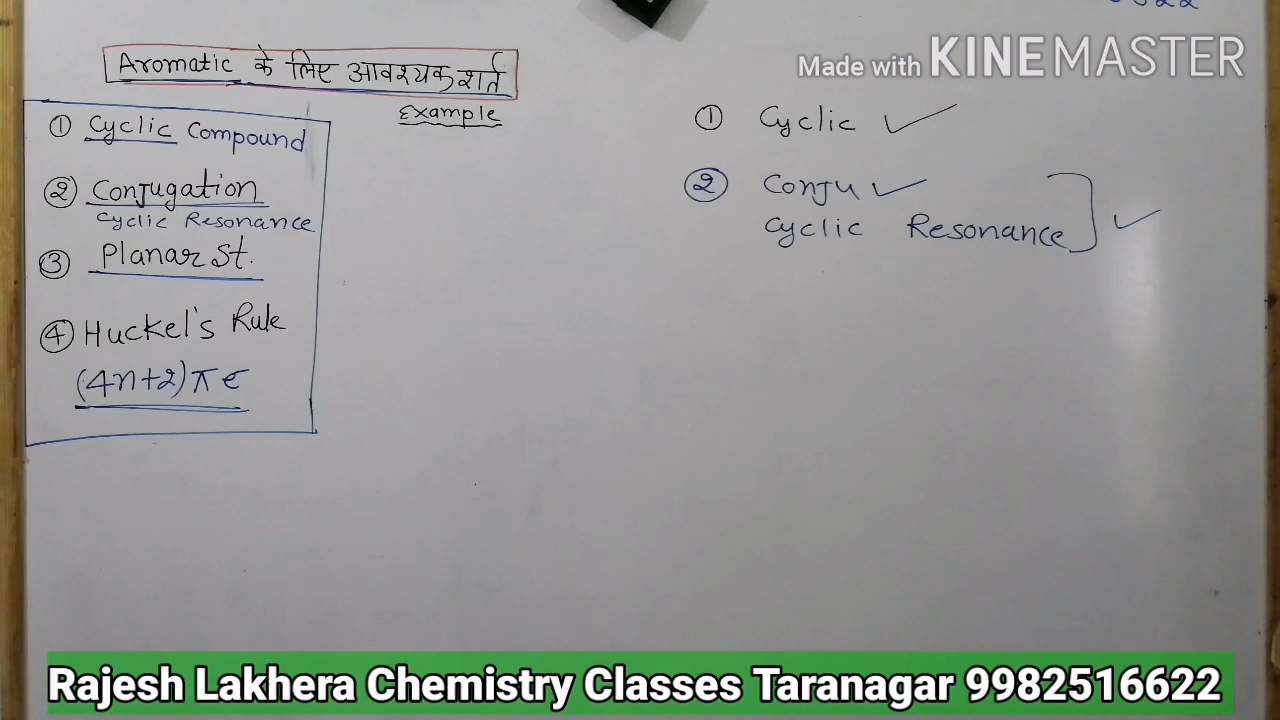 Made with KINEMASTER
Aromatic के लिए आवश्यक शर्त
Example
① Cyclic Compound
② Conjugation
Cyclic Resonance
③ Planar St.
④ Huckel's Rule
(4n+2) π e
① Cyclic ✓
② Conju ✓
Cyclic Resonance ✓
Rajesh Lakhera Chemistry Classes Taranagar 9982516622